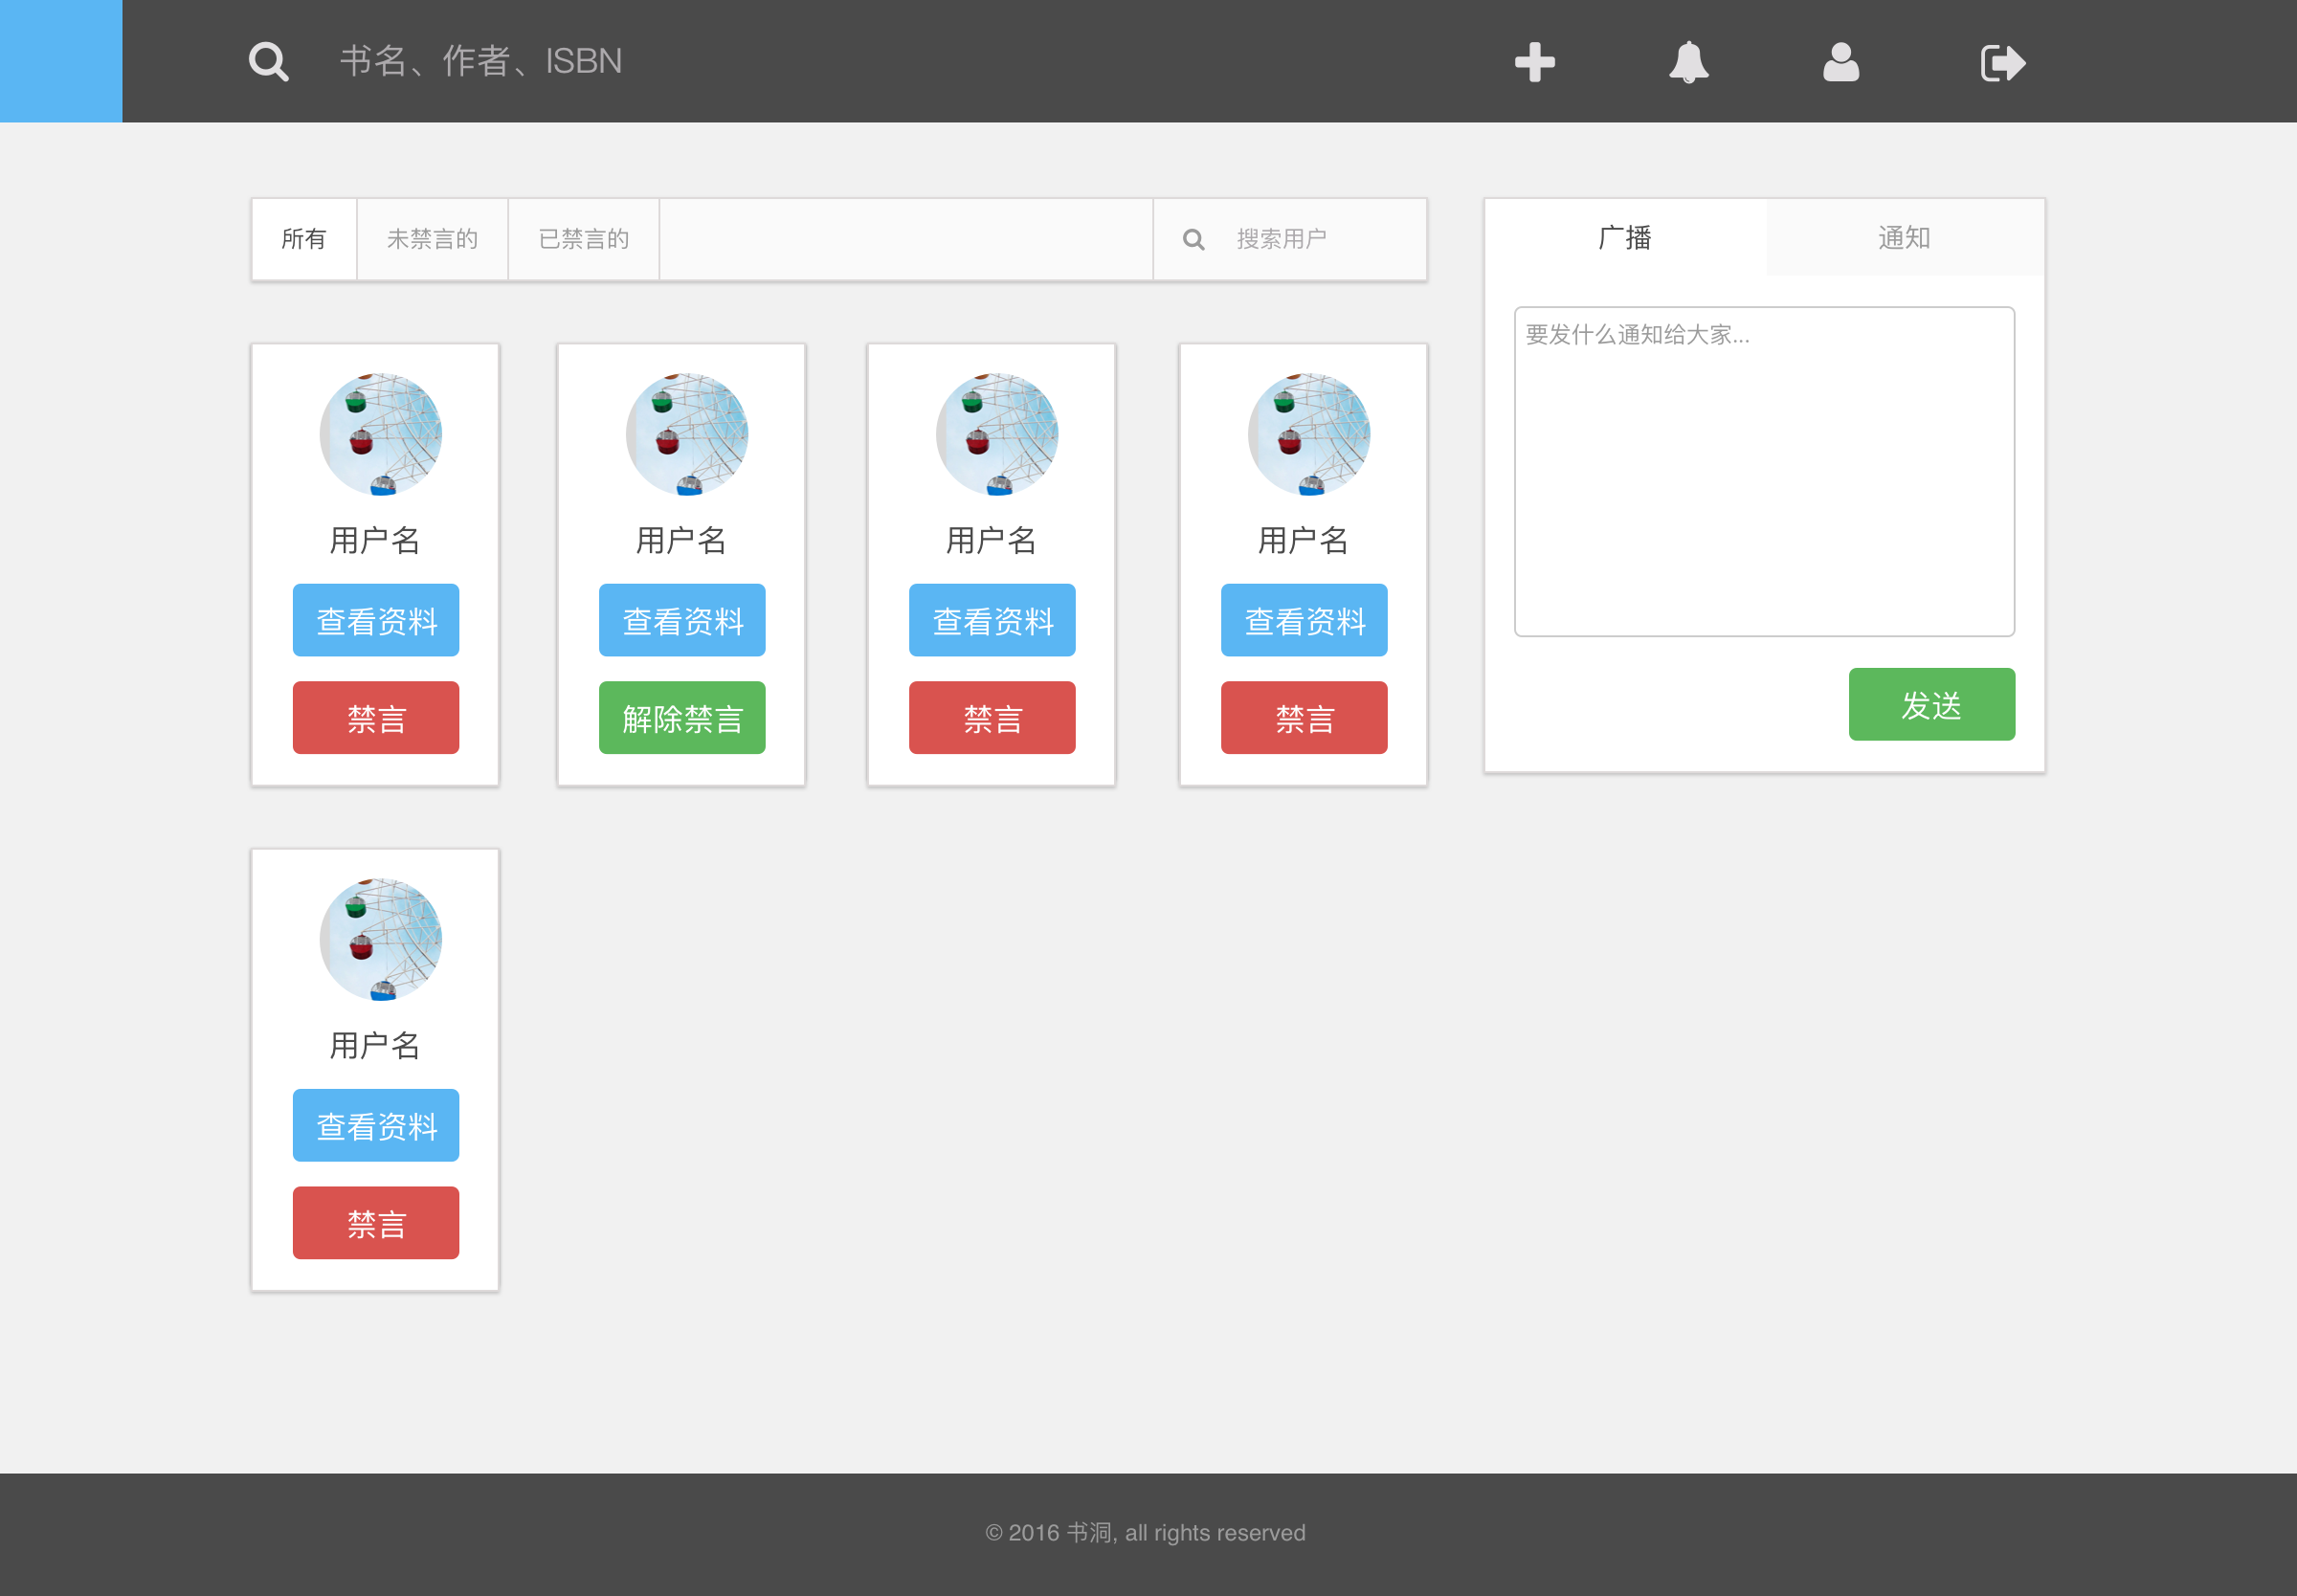 书名、作者、ISBN
所有 未禁言的 已禁言的 搜索用户
广播 通知
要发什么通知给大家...
用户名 用户名 用户名 用户名
查看资料 查看资料 查看资料 查看资料
禁言 解除禁言 禁言 禁言
发送
用户名
查看资料
禁言
© 2016 书洞, all rights reserved